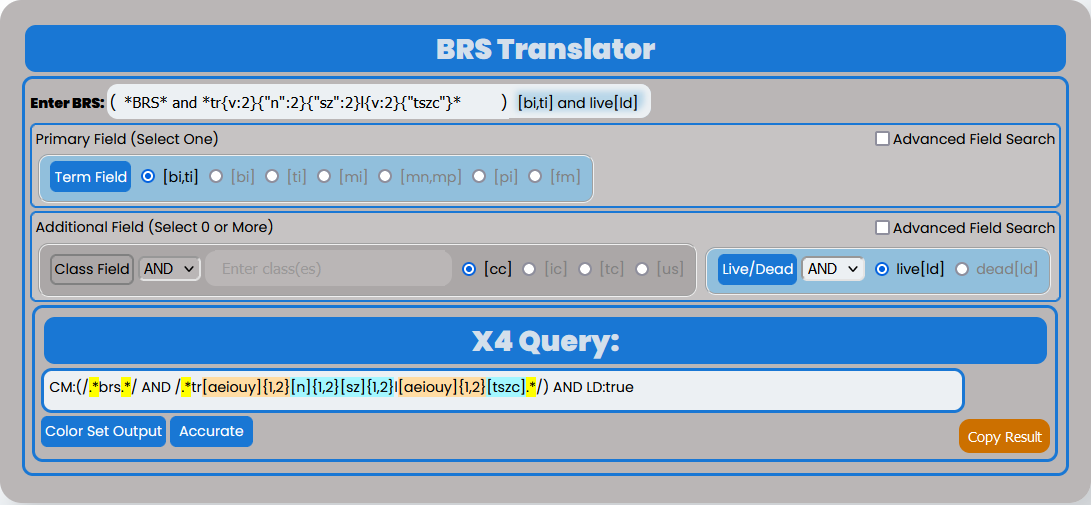 BRS Translator
Enter BRS: ( *BRS* and *tr{v:2}{"n":2}{"sz":2}l{v:2}{"tszc"}* ) [bi,ti] and live[ld]
Primary Field (Select One) Advanced Field Search
Term Field [bi,ti] [bi] [ti] [mi] [mn,mp] [pi] [fm]
Additional Field (Select 0 or More) Advanced Field Search
Class Field AND Enter class(es) [cc] [ic] [tc] [us] Live/Dead AND live[ld] dead[ld]
X4 Query:
CM:(/.*brs.*/ AND /.*tr[aeiouy]{1,2}[n]{1,2}[sz]{1,2}l[aeiouy]{1,2}[tszc].*/) AND LD:true
Color Set Output Accurate Copy Result